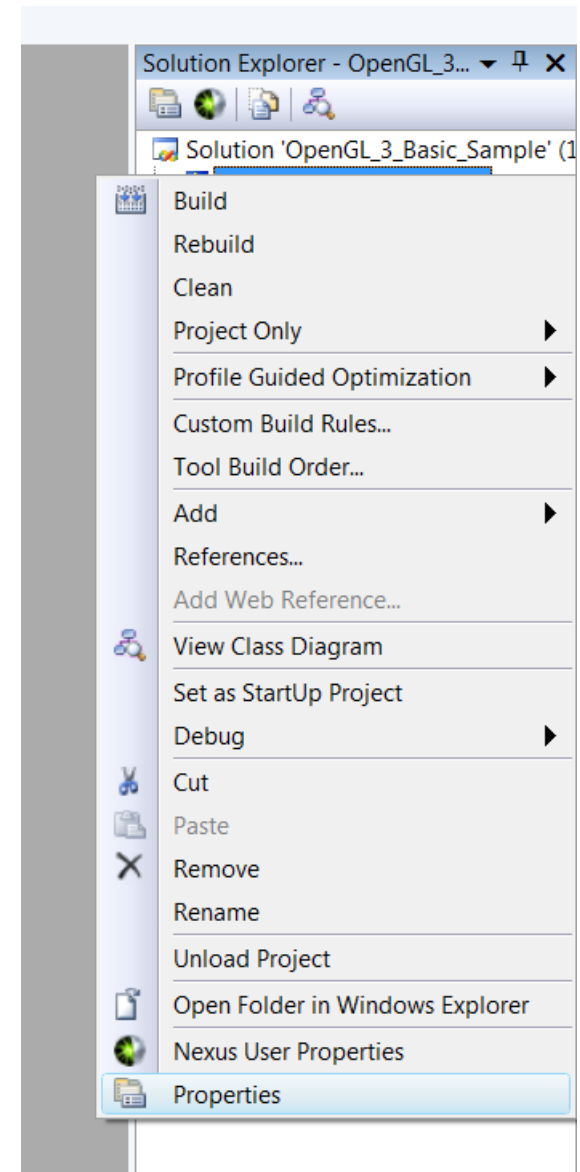 Solution Explorer - OpenGL_3...
Solution 'OpenGL_3_Basic_Sample' (1
Build
Rebuild
Clean
Project Only
Profile Guided Optimization
Custom Build Rules...
Tool Build Order...
Add
References...
Add Web Reference...
View Class Diagram
Set as StartUp Project
Debug
Cut
Paste
Remove
Rename
Unload Project
Open Folder in Windows Explorer
Nexus User Properties
Properties